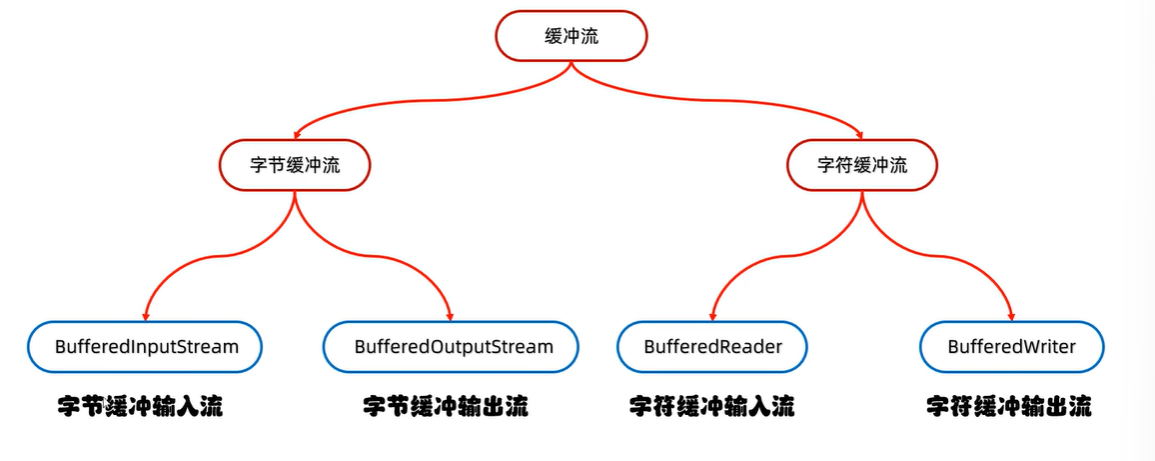 缓冲流
字节缓冲流
字符缓冲流
BufferedInputStream
BufferedOutputStream
BufferedReader
BufferedWriter
字节缓冲输入流
字节缓冲输出流
字符缓冲输入流
字符缓冲输出流